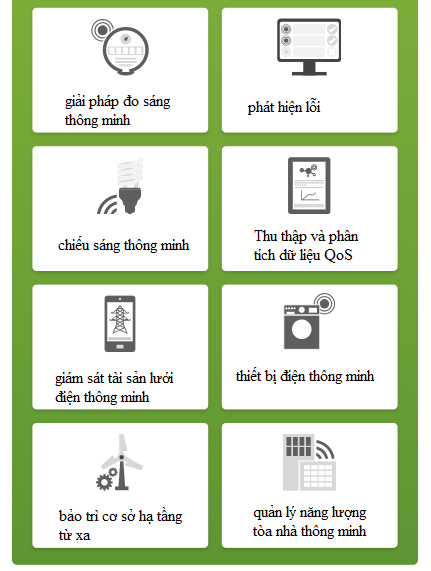 giải pháp đo sáng
thông minh
phát hiện lỗi
chiếu sáng thông minh
Thu thập và phân
tích dữ liệu QoS
giám sát tài sản lưới
điện thông minh
thiết bị điện thông minh
bảo trì cơ sở hạ tầng
từ xa
quản lý năng lượng
tòa nhà thông minh